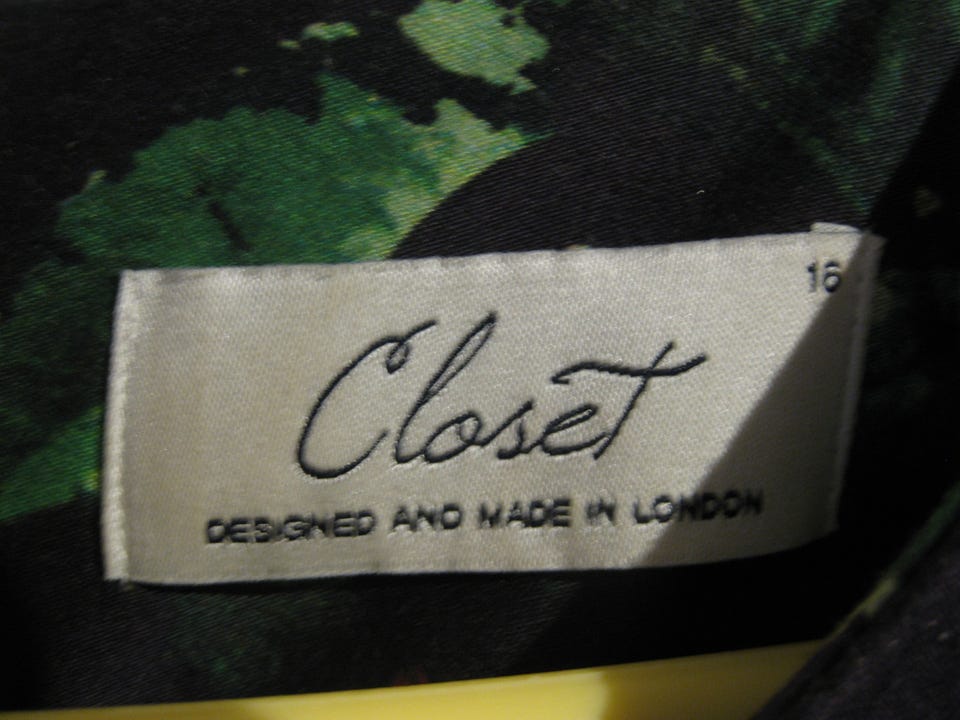 16
Closet
DESIGNED AND MADE IN LONDON